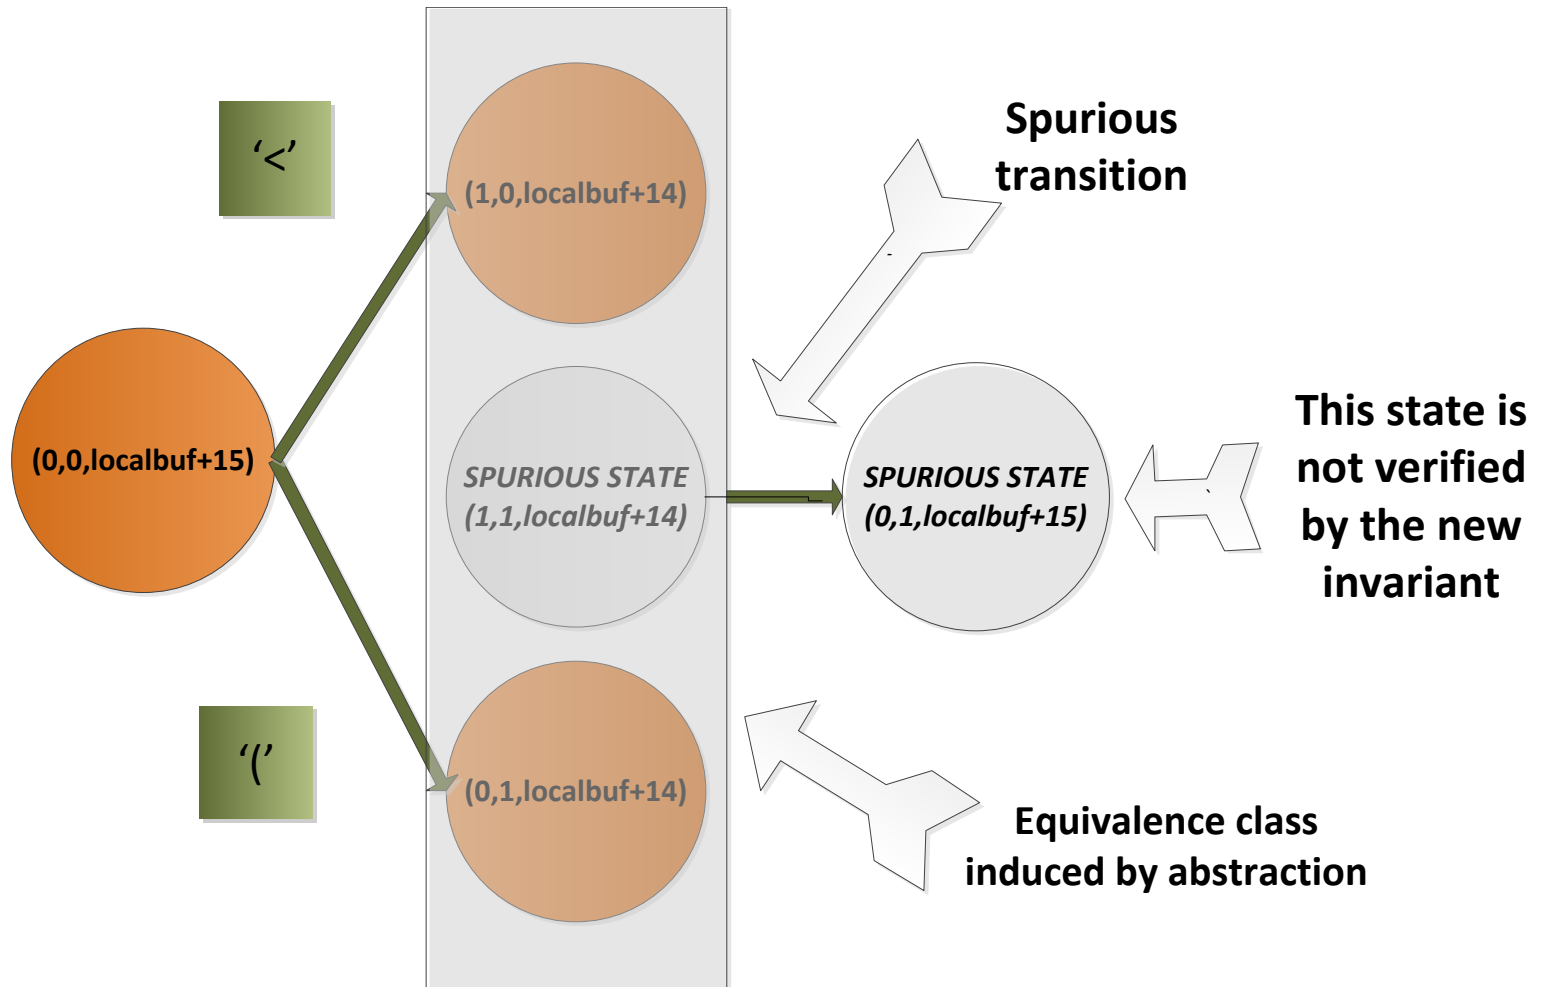 ‘<’
(1,0,localbuf+14)
Spurious
transition
(0,0,localbuf+15)
SPURIOUS STATE
(1,1,localbuf+14)
SPURIOUS STATE
(0,1,localbuf+15)
This state is
not verified
by the new
invariant
‘(’
(0,1,localbuf+14)
Equivalence class
induced by abstraction